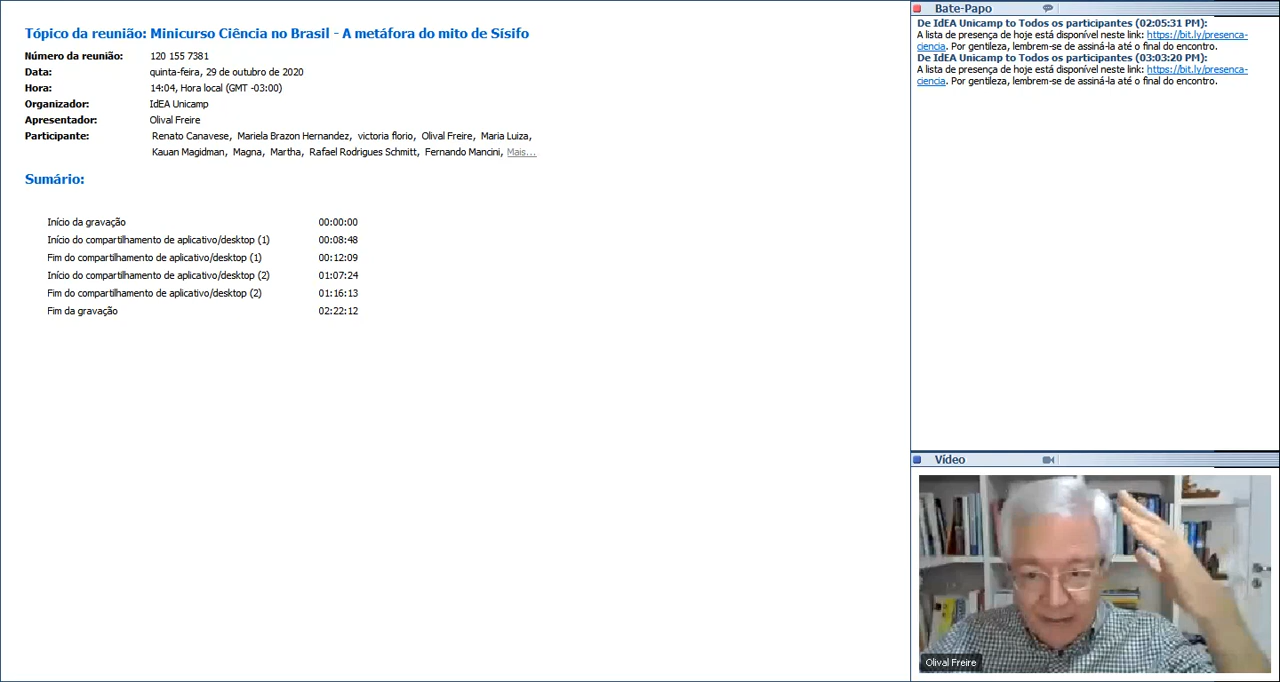 Tópico da reunião: Minicurso Ciência no Brasil - A metáfora do mito de Sísifo
Número da reunião: 120 155 7381
Data: quinta-feira, 29 de outubro de 2020
Hora: 14:04, Hora local (GMT -03:00)
Organizador: IdEA Unicamp
Apresentador: Olival Freire
Participante: Renato Canavese, Mariela Brazon Hernandez, victoria florio, Olival Freire, Maria Luiza,
Kauan Magidman, Magna, Martha, Rafael Rodrigues Schmitt, Fernando Mancini, Mais...
Sumário:
Início da gravação 00:00:00
Início do compartilhamento de aplicativo/desktop (1) 00:08:48
Fim do compartilhamento de aplicativo/desktop (1) 00:12:09
Início do compartilhamento de aplicativo/desktop (2) 01:07:24
Fim do compartilhamento de aplicativo/desktop (2) 01:16:13
Fim da gravação 02:22:12
Bate-Papo
De IdEA Unicamp to Todos os participantes (02:05:31 PM):
A lista de presença de hoje está disponível neste link: https://bit.ly/presenca-
ciencia. Por gentileza, lembrem-se de assiná-la até o final do encontro.
De IdEA Unicamp to Todos os participantes (03:03:20 PM):
A lista de presença de hoje está disponível neste link: https://bit.ly/presenca-
ciencia. Por gentileza, lembrem-se de assiná-la até o final do encontro.
Vídeo
Olival Freire